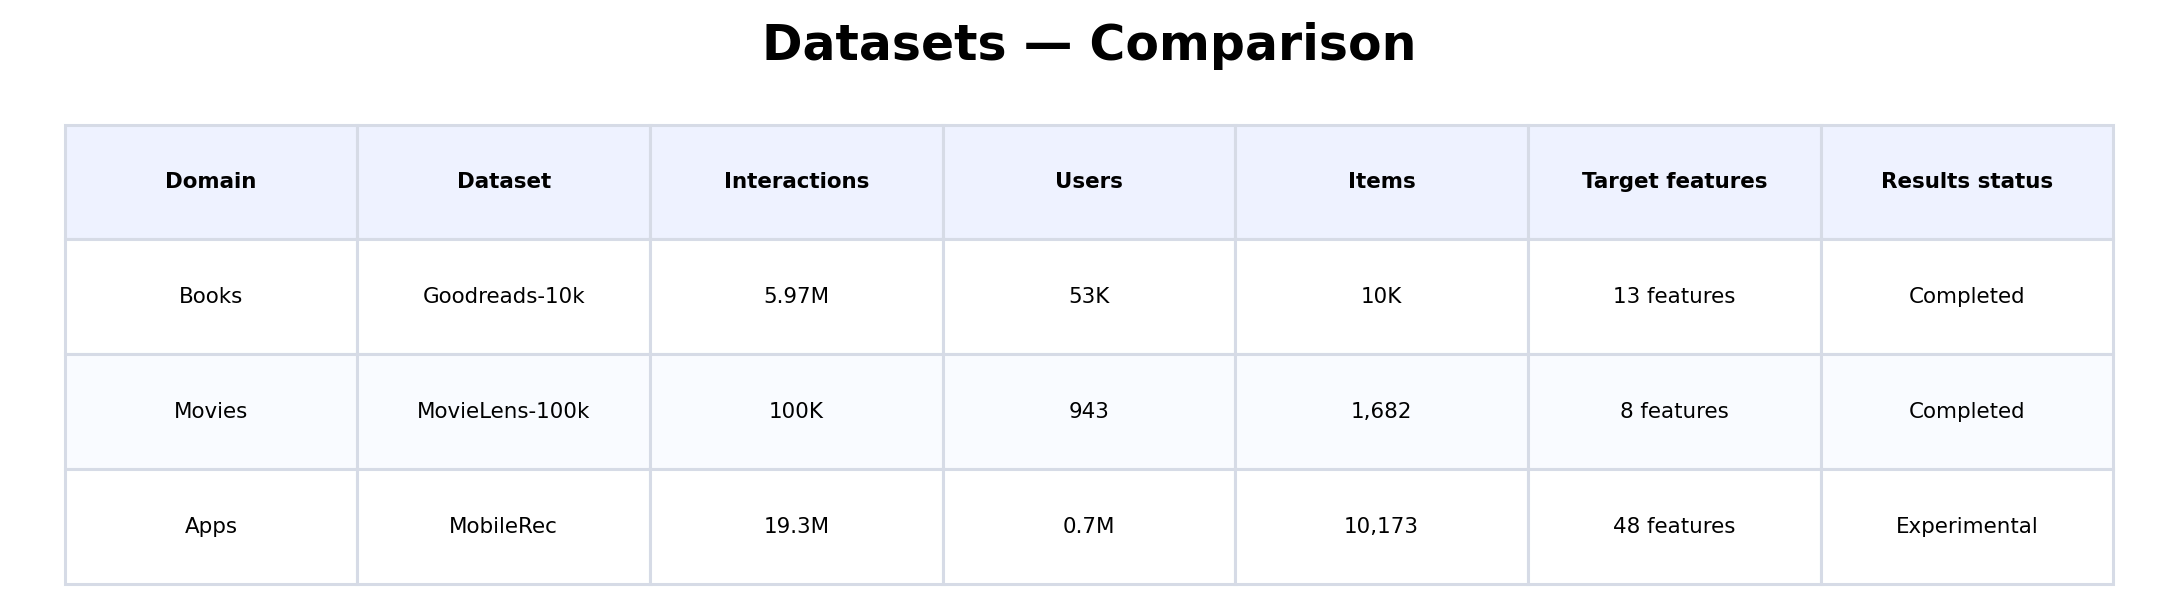 Datasets — Comparison
Domain Dataset Interactions Users Items Target features Results status
Books Goodreads-10k 5.97M 53K 10K 13 features Completed
Movies MovieLens-100k 100K 943 1,682 8 features Completed
Apps MobileRec 19.3M 0.7M 10,173 48 features Experimental